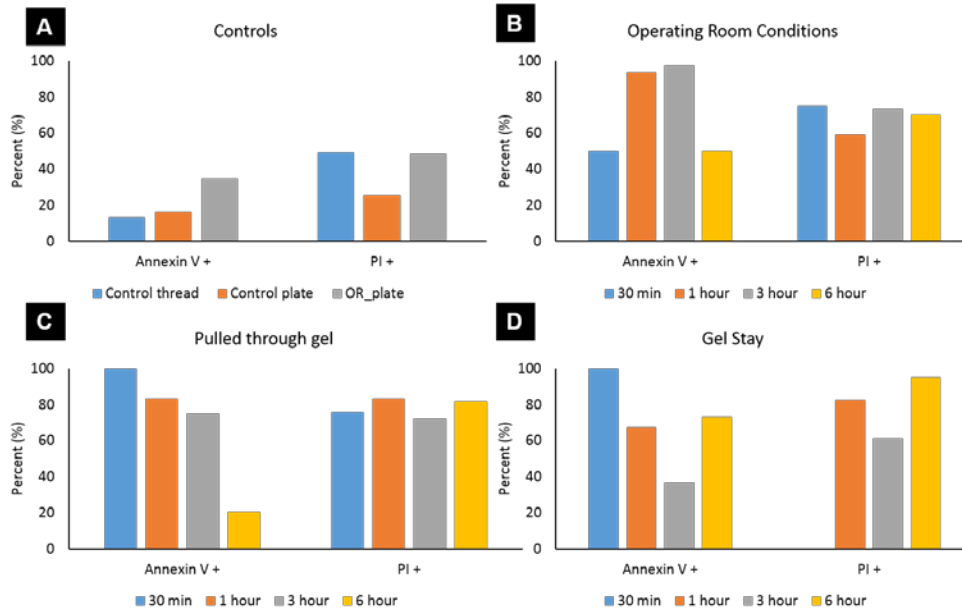 A
Controls
Percent (%)
100
80
60
40
20
0
Annexin V +
PI +
Control thread
Control plate
OR_plate
B
Operating Room Conditions
Percent (%)
100
80
60
40
20
0
Annexin V +
PI +
30 min
1 hour
3 hour
6 hour
C
Pulled through gel
Percent (%)
100
80
60
40
20
0
Annexin V +
PI +
30 min
1 hour
3 hour
6 hour
D
Gel Stay
Percent (%)
100
80
60
40
20
0
Annexin V +
PI +
30 min
1 hour
3 hour
6 hour